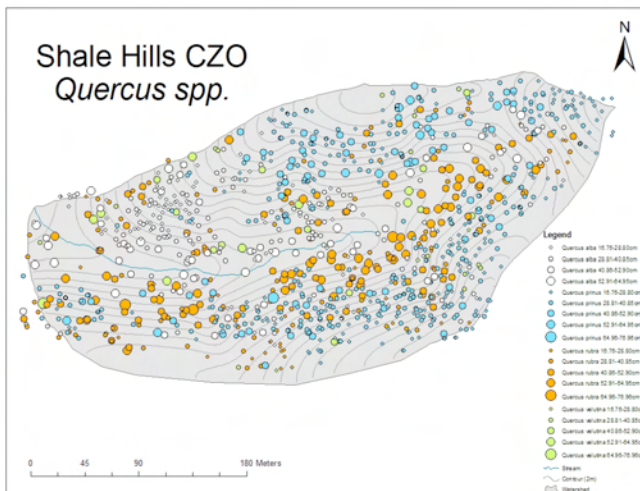 Shale Hills CZO
Quercus spp.
N
Legend
Quercus alba 16.76-28.80cm
Quercus alba 28.81-40.85cm
Quercus alba 40.86-52.90cm
Quercus alba 52.91-64.95cm
Quercus prinus 16.76-28.80cm
Quercus prinus 28.81-40.85cm
Quercus prinus 40.86-52.90cm
Quercus prinus 52.91-64.95cm
Quercus prinus 64.96-76.96cm
Quercus rubra 16.76-28.80cm
Quercus rubra 28.81-40.85cm
Quercus rubra 40.86-52.90cm
Quercus rubra 52.91-64.95cm
Quercus rubra 64.96-76.96cm
Quercus velutina 16.76-28.80
Quercus velutina 28.81-40.85
Quercus velutina 40.86-52.90
Quercus velutina 52.91-64.95
Quercus velutina 64.96-76.96
Stream
Contour (2m)
Watershed
0 45 90 180 Meters